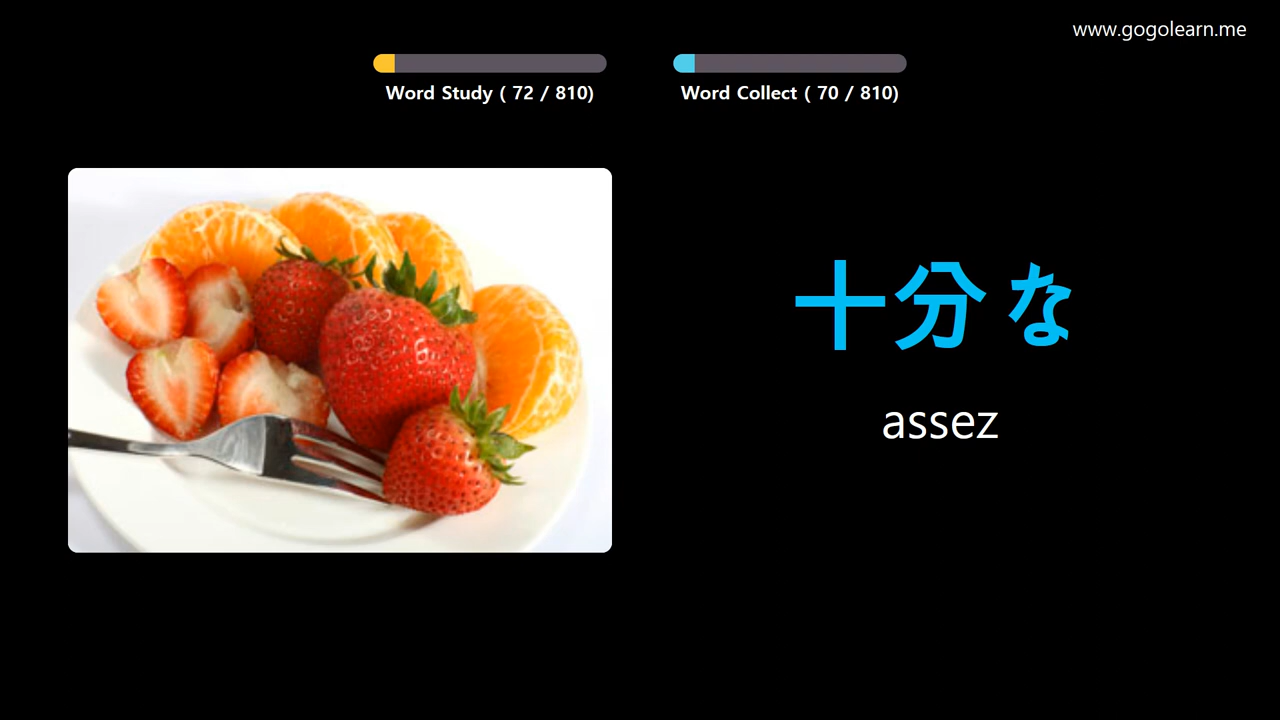 www.gogolearn.me
Word Study ( 72 / 810)
Word Collect ( 70 / 810)
十分な
assez